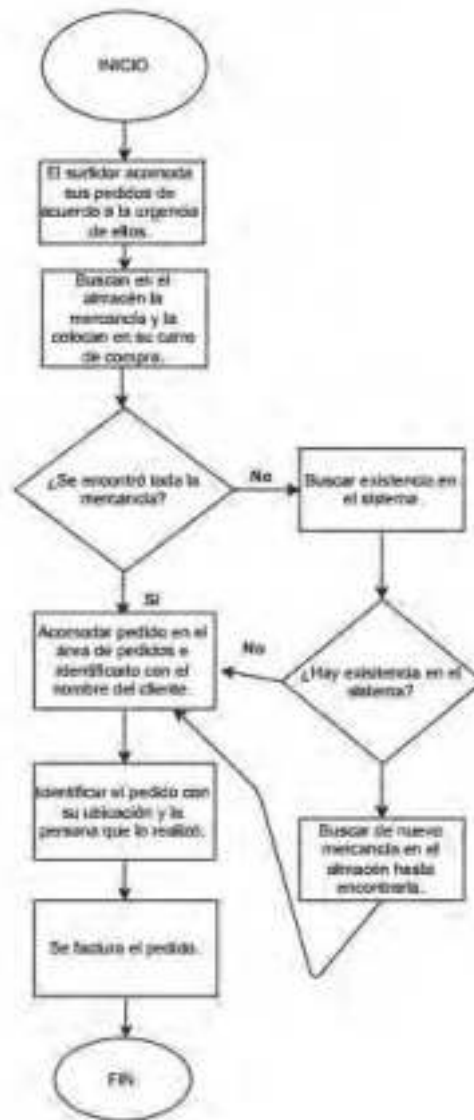 INICIO
El surtidor acomoda
sus pedidos de
acuerdo a la urgencia
de ellos.
Buscan en el
almacén la
mercancía y la
colocan en su carro
de compra.
¿Se encontró toda la
mercancía?
No
Buscar existencia en
el sistema.
Si
Acomodar pedido en el
área de pedidos e
identificarlo con el
nombre del cliente.
No
¿Hay existencia en el
sistema?
Identificar el pedido con
su ubicación y la
persona que lo realizó.
Buscar de nuevo
mercancía en el
almacén hasta
encontrarla.
Se factura el pedido.
FIN